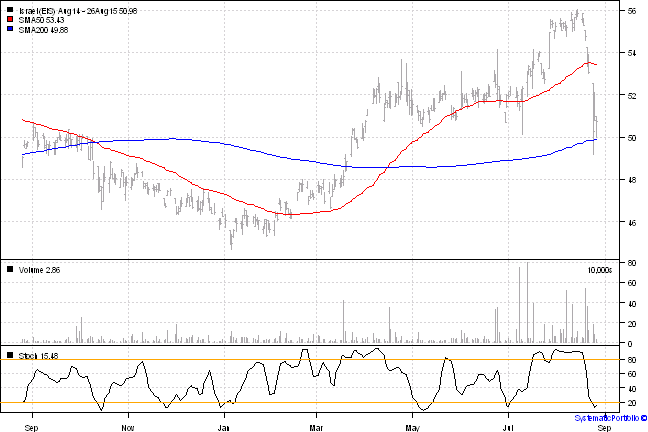 Israel (EIS) Aug14 - 26Aug15 50.98
SMA50 53.43
SMA200 49.88
56
54
52
50
48
46
Volume 2.86
10,000s
80
60
40
20
0
Stoch 15.48
80
60
40
20
Sep Nov Jan Mar May Jul Sep
SystematicPortfolio ©